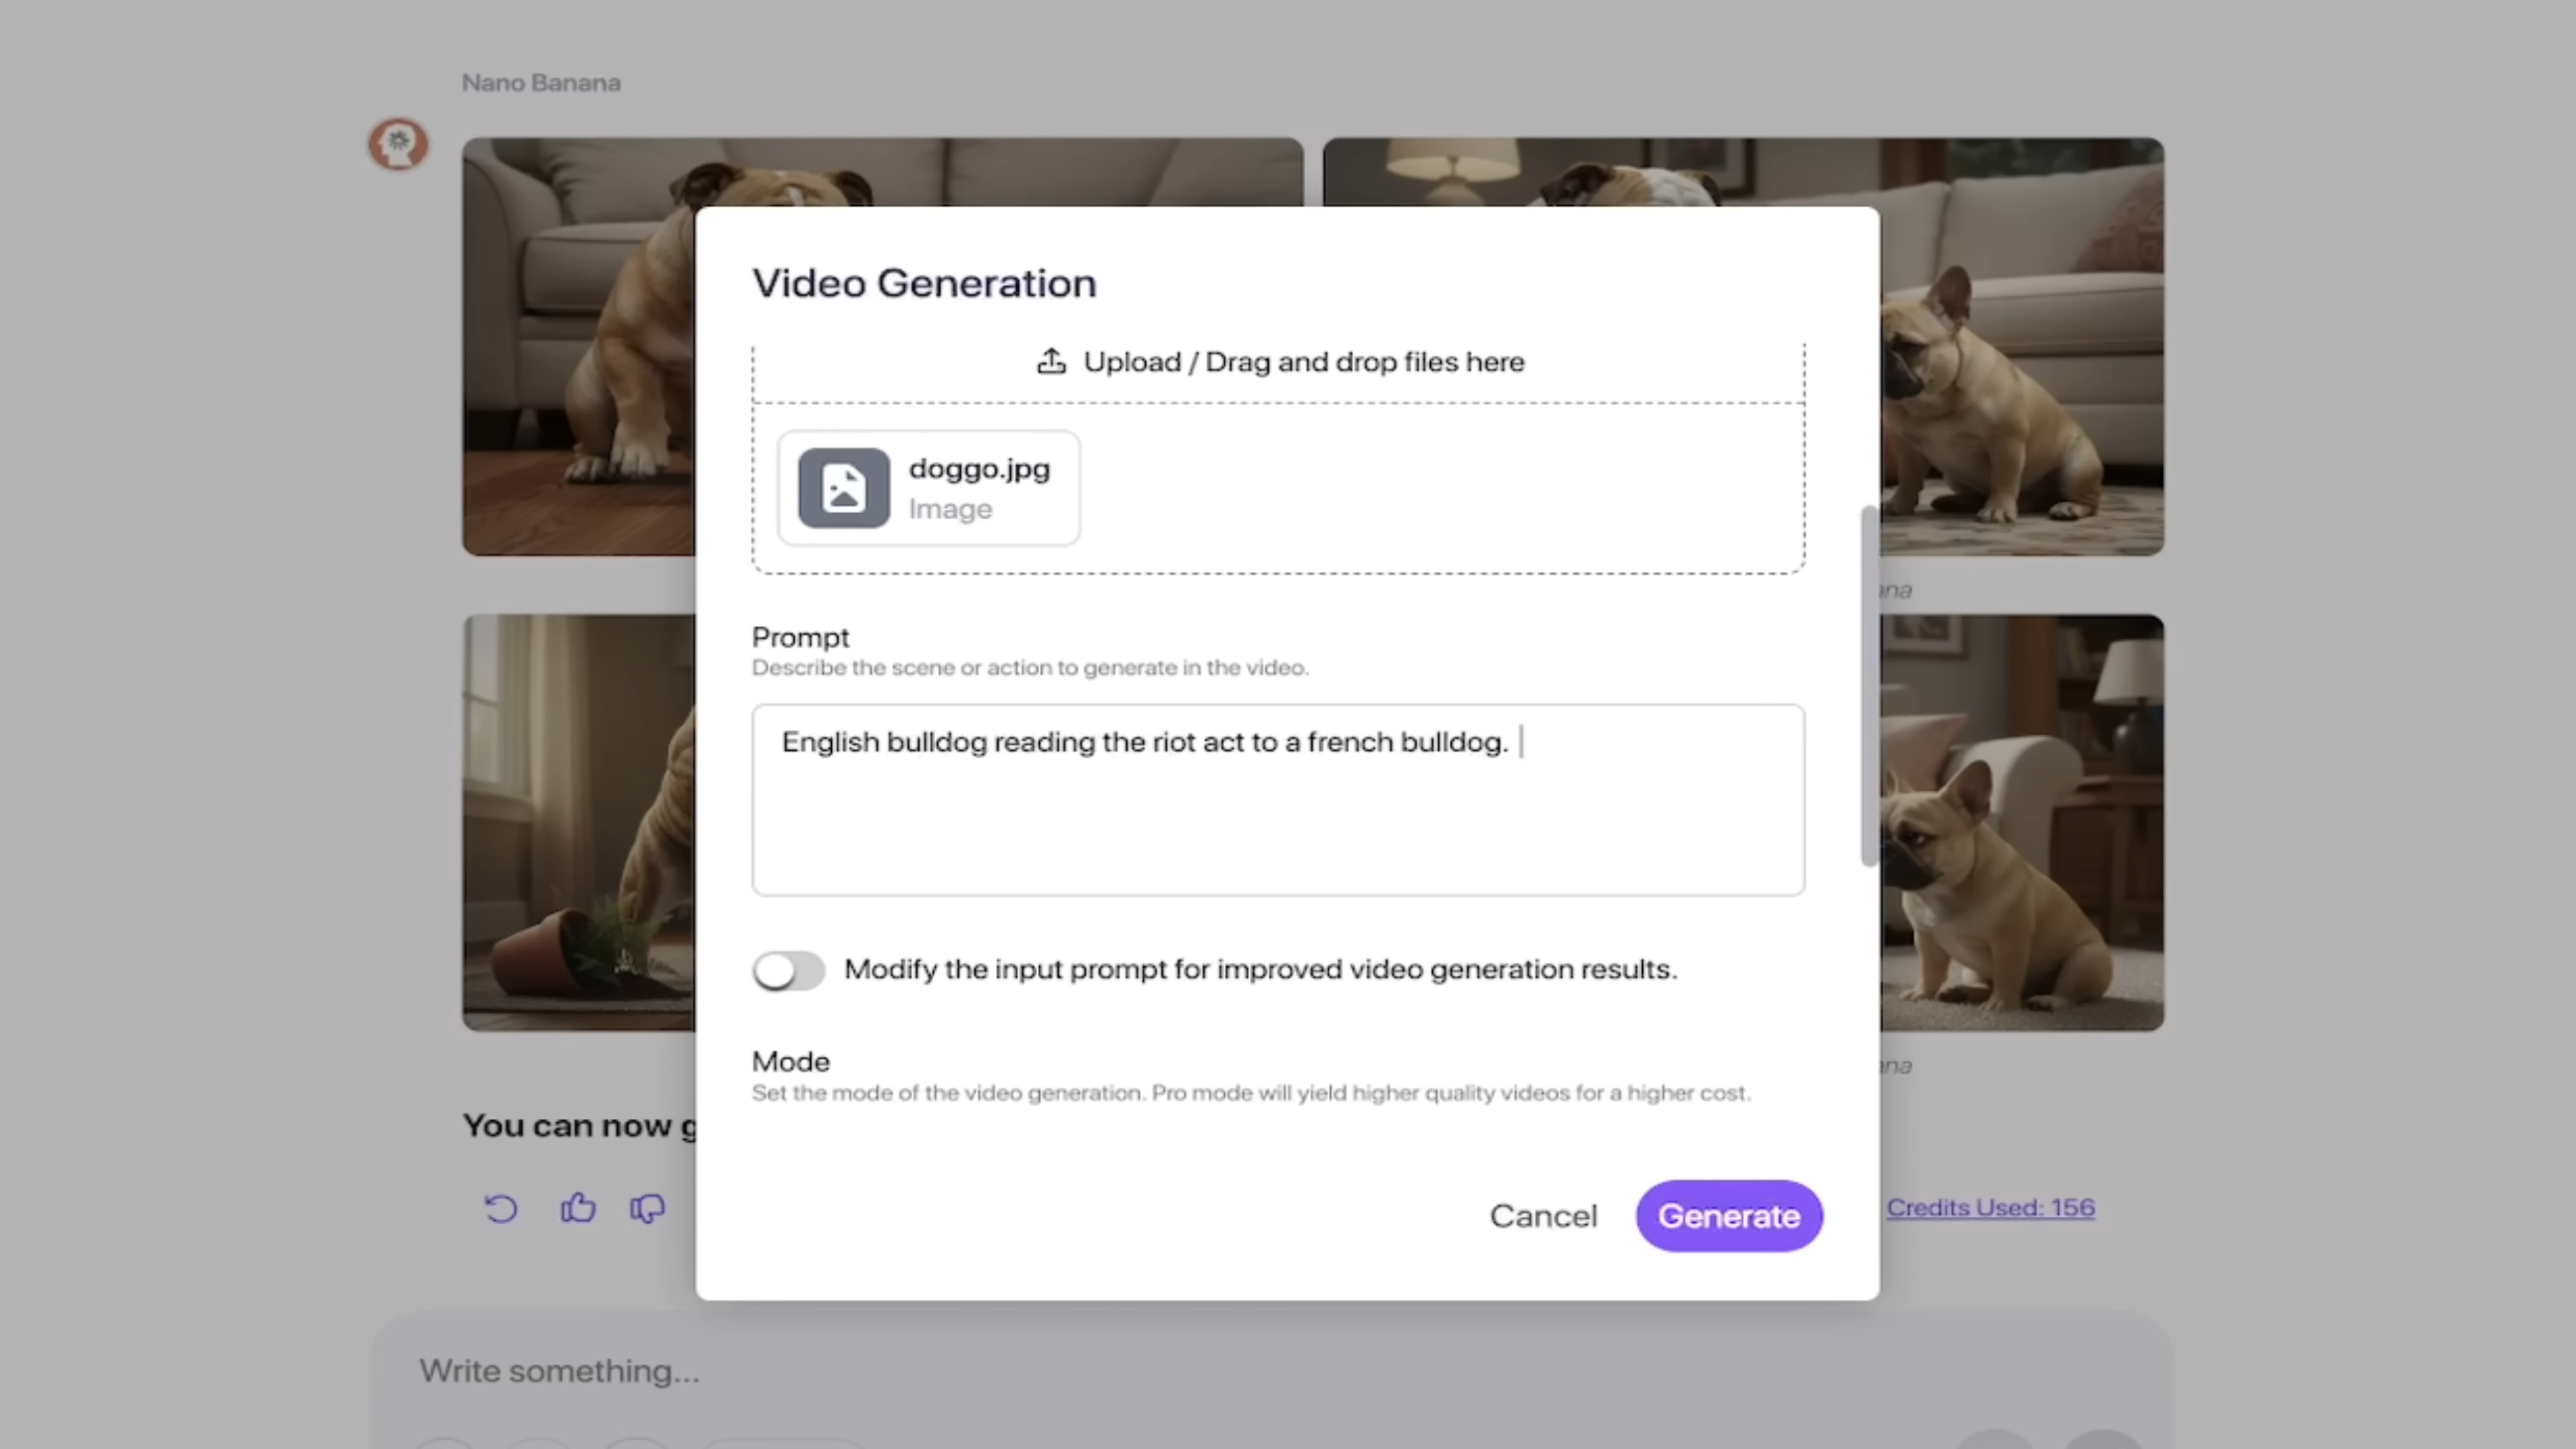 Nano Banana
Video Generation
Upload / Drag and drop files here
doggo.jpg
Image
Prompt
Describe the scene or action to generate in the video.
English bulldog reading the riot act to a french bulldog.
Modify the input prompt for improved video generation results.
Mode
Set the mode of the video generation. Pro mode will yield higher quality videos for a higher cost.
You can now
Cancel
Generate
Credits Used: 156
Write something...